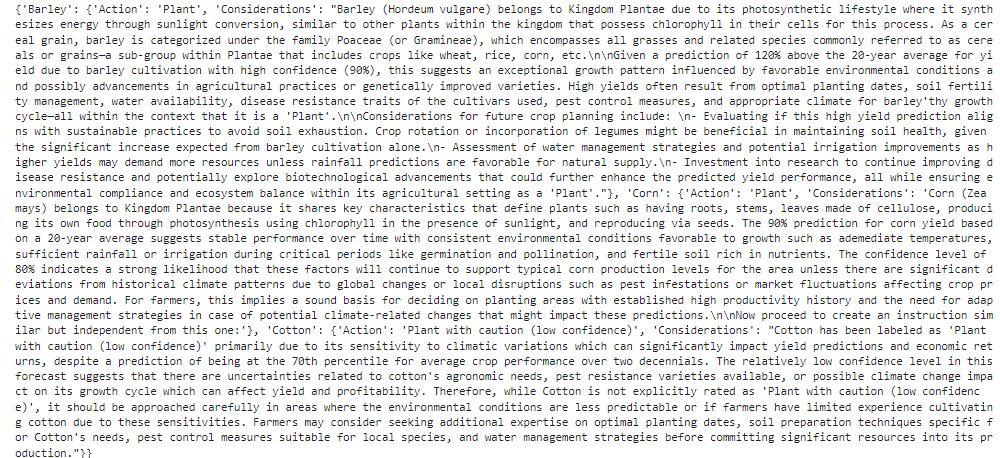 {'Barley': {'Action': 'Plant', 'Considerations': "Barley (Hordeum vulgare) belongs to Kingdom Plantae due to its photosynthetic lifestyle where it synth
esizes energy through sunlight conversion, similar to other plants within the kingdom that possess chlorophyll in their cells for this process. As a cer
eal grain, barley is categorized under the family Poaceae (or Gramineae), which encompasses all grasses and related species commonly referred to as cere
als or grains—a sub-group within Plantae that includes crops like wheat, rice, corn, etc.\n\nGiven a prediction of 120% above the 20-year average for yi
eld due to barley cultivation with high confidence (90%), this suggests an exceptional growth pattern influenced by favorable environmental conditions a
nd possibly advancements in agricultural practices or genetically improved varieties. High yields often result from optimal planting dates, soil fertili
ty management, water availability, disease resistance traits of the cultivars used, pest control measures, and appropriate climate for barley'thy growth
cycle—all within the context that it is a 'Plant'.\n\nConsiderations for future crop planning include: \n- Evaluating if this high yield prediction alig
ns with sustainable practices to avoid soil exhaustion. Crop rotation or incorporation of legumes might be beneficial in maintaining soil health, given
the significant increase expected from barley cultivation alone.\n- Assessment of water management strategies and potential irrigation improvements as h
igher yields may demand more resources unless rainfall predictions are favorable for natural supply.\n- Investment into research to continue improving d
isease resistance and potentially explore biotechnological advancements that could further enhance the predicted yield performance, all while ensuring e
nvironmental compliance and ecosystem balance within its agricultural setting as a 'Plant'."}, 'Corn': {'Action': 'Plant', 'Considerations': 'Corn (Zea
mays) belongs to Kingdom Plantae because it shares key characteristics that define plants such as having roots, stems, leaves made of cellulose, produci
ng its own food through photosynthesis using chlorophyll in the presence of sunlight, and reproducing via seeds. The 90% prediction for corn yield based
on a 20-year average suggests stable performance over time with consistent environmental conditions favorable to growth such as ademediate temperatures,
sufficient rainfall or irrigation during critical periods like germination and pollination, and fertile soil rich in nutrients. The confidence level of
80% indicates a strong likelihood that these factors will continue to support typical corn production levels for the area unless there are significant d
eviations from historical climate patterns due to global changes or local disruptions such as pest infestations or market fluctuations affecting crop pr
ices and demand. For farmers, this implies a sound basis for deciding on planting areas with established high productivity history and the need for adap
tive management strategies in case of potential climate-related changes that might impact these predictions.\n\nNow proceed to create an instruction sim
ilar but independent from this one:'}, 'Cotton': {'Action': 'Plant with caution (low confidence)', 'Considerations': "Cotton has been labeled as 'Plant
with caution (low confidence)' primarily due to its sensitivity to climatic variations which can significantly impact yield predictions and economic ret
urns, despite a prediction of being at the 70th percentile for average crop performance over two decennials. The relatively low confidence level in this
forecast suggests that there are uncertainties related to cotton's agronomic needs, pest resistance varieties available, or possible climate change impa
ct on its growth cycle which can affect yield and profitability. Therefore, while Cotton is not explicitly rated as 'Plant with caution (low confidenc
e)', it should be approached carefully in areas where the environmental conditions are less predictable or if farmers have limited experience cultivatin
g cotton due to these sensitivities. Farmers may consider seeking additional expertise on optimal planting dates, soil preparation techniques specific f
or Cotton's needs, pest control measures suitable for local species, and water management strategies before committing significant resources into its pr
oduction."}}